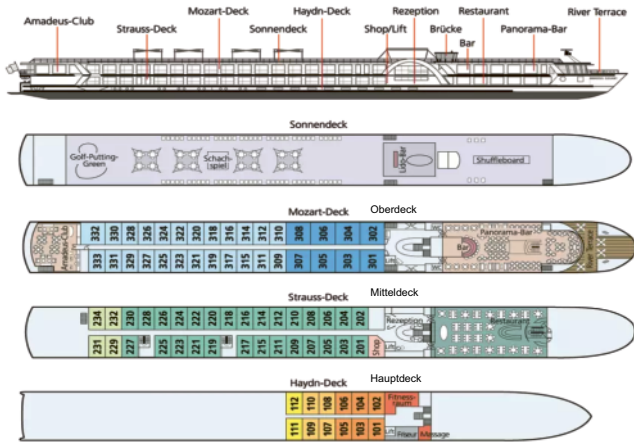 Mozart-Deck Haydn-Deck Rezeption Restaurant River Terrace
Amadeus-Club Strauss-Deck Sonnendeck Shop/Lift Brücke Panorama-Bar
Bar
Sonnendeck
Golf-Putting-
Green
Schach-
spiel
Lido-Bar
Shuffleboard
Mozart-Deck Oberdeck
332 330 328 326 324 322 320 318 316 314 312 310 308 306 304 302
Amadeus-Club
Panorama-Bar
Bar
River Terrace
333 331 329 327 325 323 321 319 317 315 311 309 307 305 303 301
Lift
Strauss-Deck Mitteldeck
234 232 230 228 226 224 222 220 218 216 214 212 210 208 206 204 202
Rezeption
Restaurant
231 229 227 225 223 221 219 217 215 211 209 207 205 203 201
Shop
Lift
Haydn-Deck Hauptdeck
112 110 108 106 104 102
Fitness-
raum
111 109 107 105 103 101
Lift
Friseur
Massage